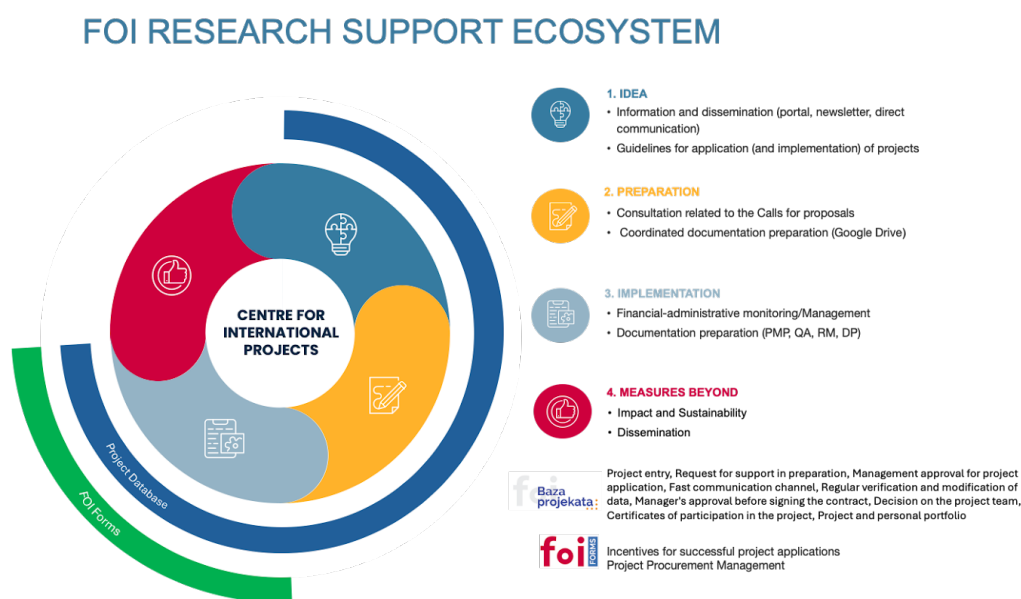 FOI RESEARCH SUPPORT ECOSYSTEM
CENTRE FOR
INTERNATIONAL
PROJECTS
Project Database
FOI Forms
1. IDEA
• Information and dissemination (portal, newsletter, direct
communication)
• Guidelines for application (and implementation) of projects
2. PREPARATION
• Consultation related to the Calls for proposals
• Coordinated documentation preparation (Google Drive)
3. IMPLEMENTATION
• Financial-administrative monitoring/Management
• Documentation preparation (PMP, QA, RM, DP)
4. MEASURES BEYOND
• Impact and Sustainability
• Dissemination
foi
Baza
projekata
Project entry, Request for support in preparation, Management approval for project
application, Fast communication channel, Regular verification and modification of
data, Manager's approval before signing the contract, Decision on the project team,
Certificates of participation in the project, Project and personal portfolio
foi FORMS
Incentives for successful project applications
Project Procurement Management